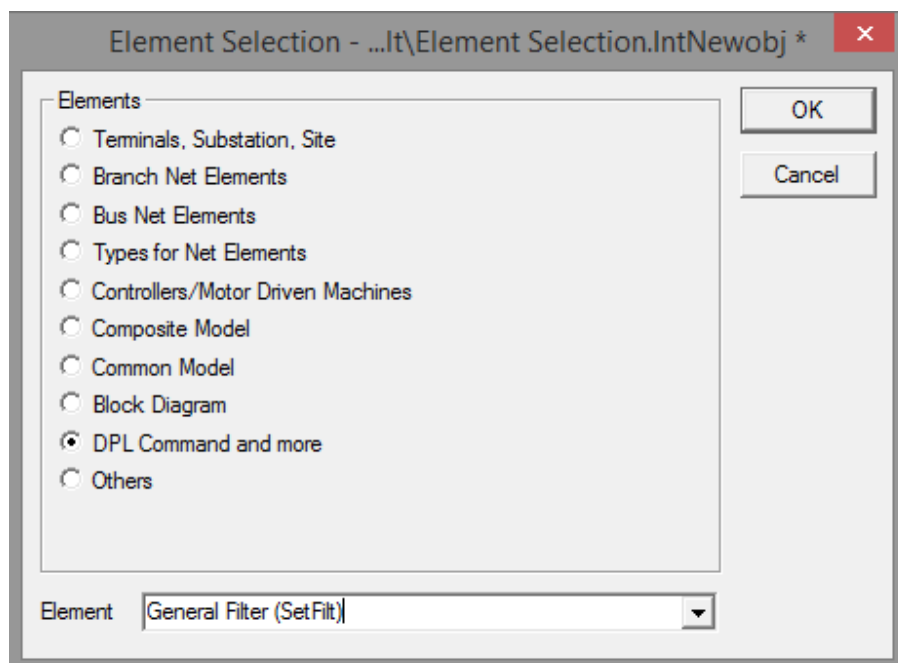 Element Selection - ...lt\Element Selection.IntNewobj *
Elements
Terminals, Substation, Site
Branch Net Elements
Bus Net Elements
Types for Net Elements
Controllers/Motor Driven Machines
Composite Model
Common Model
Block Diagram
DPL Command and more
Others
OK
Cancel
Element General Filter (SetFilt)